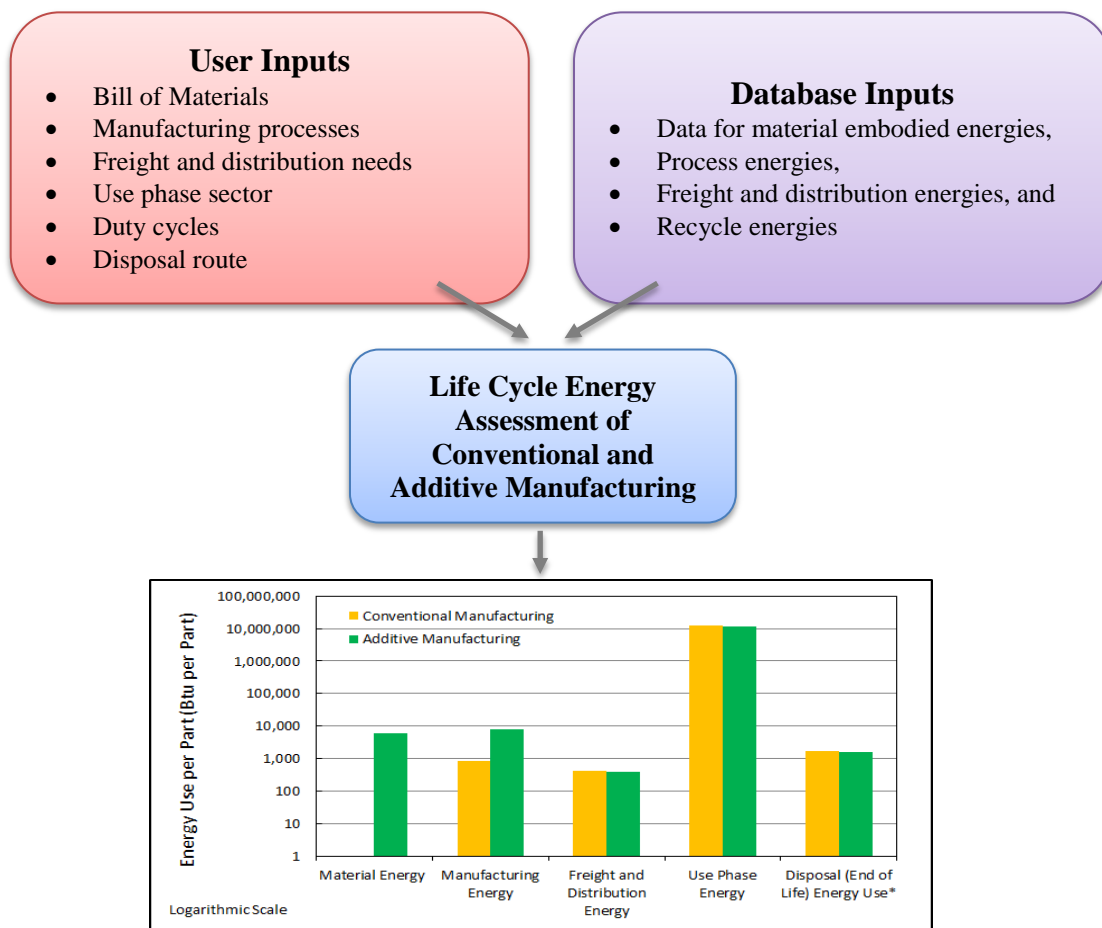 User Inputs
• Bill of Materials
• Manufacturing processes
• Freight and distribution needs
• Use phase sector
• Duty cycles
• Disposal route
Database Inputs
• Data for material embodied energies,
• Process energies,
• Freight and distribution energies, and
• Recycle energies
Life Cycle Energy
Assessment of
Conventional and
Additive Manufacturing
Energy Use per Part (Btu per Part)
100,000,000
10,000,000
1,000,000
100,000
10,000
1,000
100
10
1
Conventional Manufacturing
Additive Manufacturing
Material Energy
Manufacturing
Energy
Freight and
Distribution
Energy
Use Phase
Energy
Disposal (End of
Life) Energy Use*
Logarithmic Scale